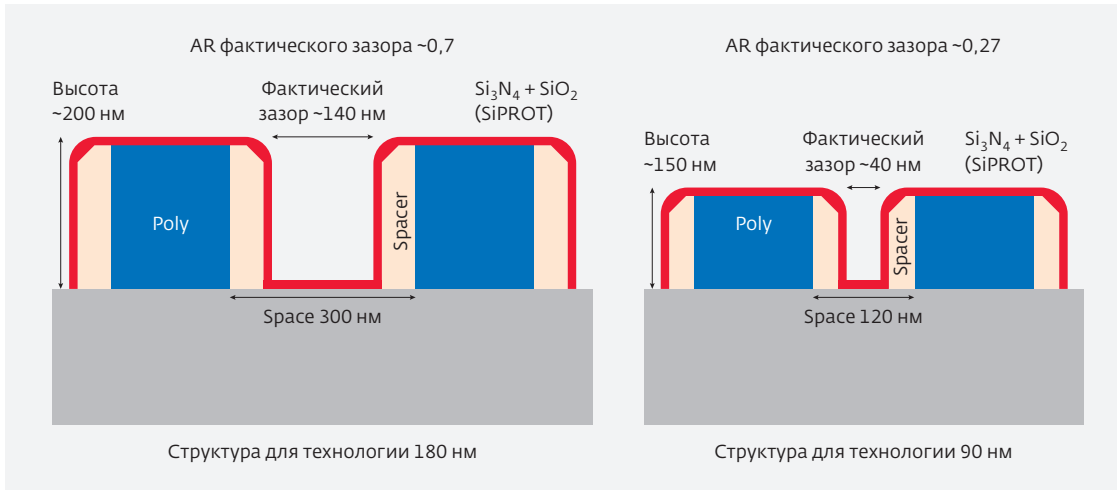 AR фактического зазора ~0,7
Высота
~200 нм
Фактический
зазор ~140 нм
Si3N4 + SiO2
(SiPROT)
Poly
Spacer
Space 300 нм
Структура для технологии 180 нм
AR фактического зазора ~0,27
Высота
~150 нм
Фактический
зазор ~40 нм
Si3N4 + SiO2
(SiPROT)
Poly
Spacer
Space 120 нм
Структура для технологии 90 нм